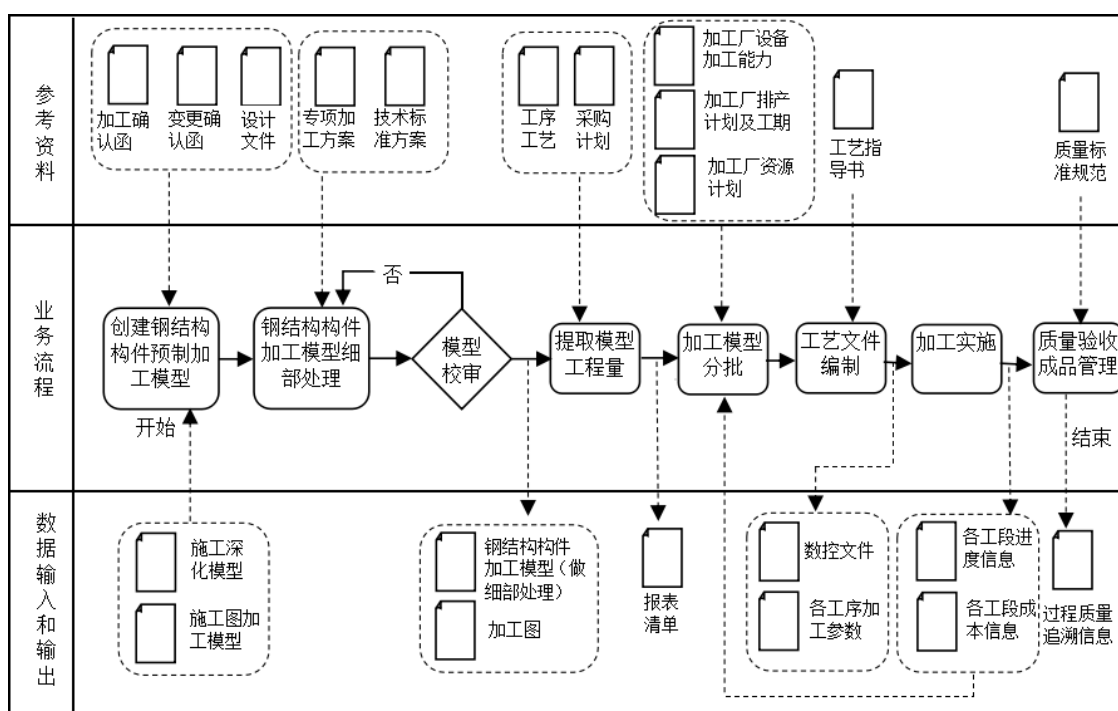 参考资料
加工确
认函
变更确
认函
设计
文件
专项加
工方案
技术标
准方案
工序
工艺
采购
计划
加工厂设备
加工能力
加工厂排产
计划及工期
加工厂资源
计划
工艺指
导书
质量标
准规范
业务流程
创建钢结构
构件预制加
工模型
开始
钢结构构件
加工模型细
部处理
否
模型
校审
提取模型
工程量
加工模型
分批
工艺文件
编制
加工实施
质量验收
成品管理
结束
数据输入和输出
施工深
化模型
施工图加
工模型
钢结构构件
加工模型（做
细部处理）
加工图
报表
清单
数控文件
各工序加
工参数
各工段进
度信息
各工段成
本信息
过程质量
追溯信息